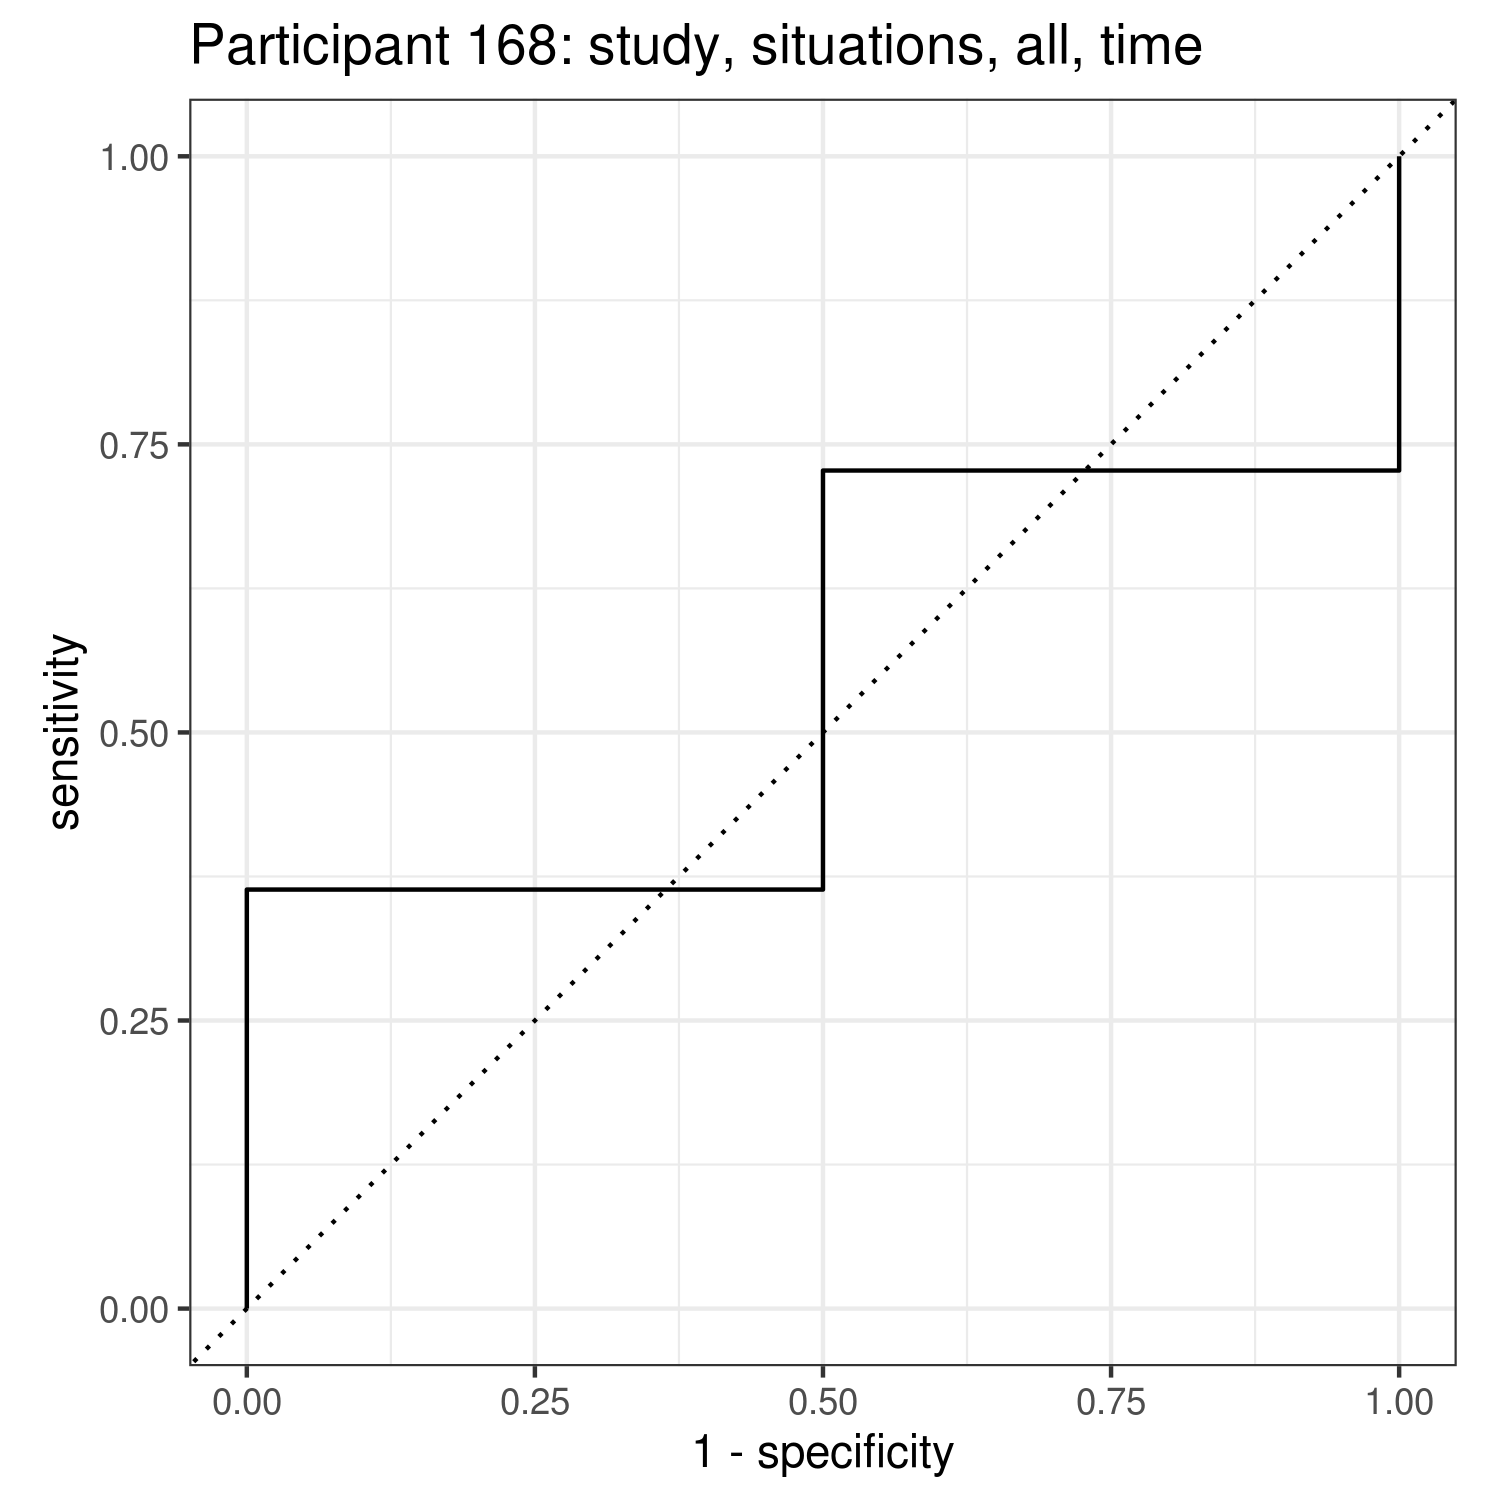 Participant 168: study, situations, all, time
1.00
0.75
0.50
0.25
0.00
sensitivity
0.00 0.25 0.50 0.75 1.00
1 - specificity